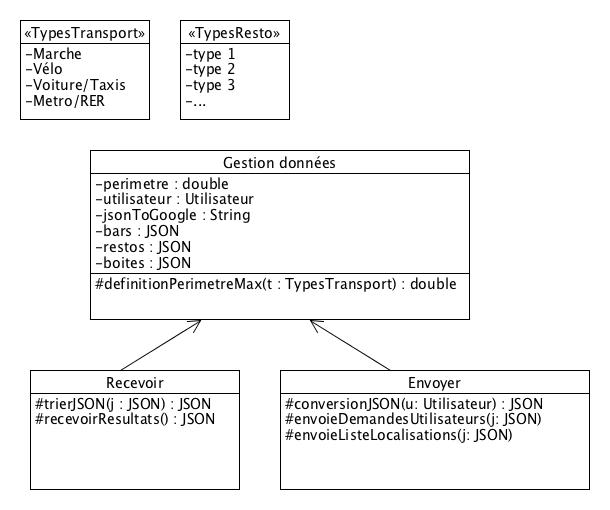 «TypesTransport»
-Marche
-Vélo
-Voiture/Taxis
-Metro/RER
«TypesResto»
-type 1
-type 2
-type 3
-...
Gestion données
-perimetre : double
-utilisateur : Utilisateur
-jsonToGoogle : String
-bars : JSON
-restos : JSON
-boites : JSON
#definitionPerimetreMax(t : TypesTransport) : double
Recevoir
#trierJSON(j : JSON) : JSON
#recevoirResultats() : JSON
Envoyer
#conversionJSON(u: Utilisateur) : JSON
#envoieDemandesUtilisateurs(j: JSON)
#envoieListeLocalisations(j: JSON)